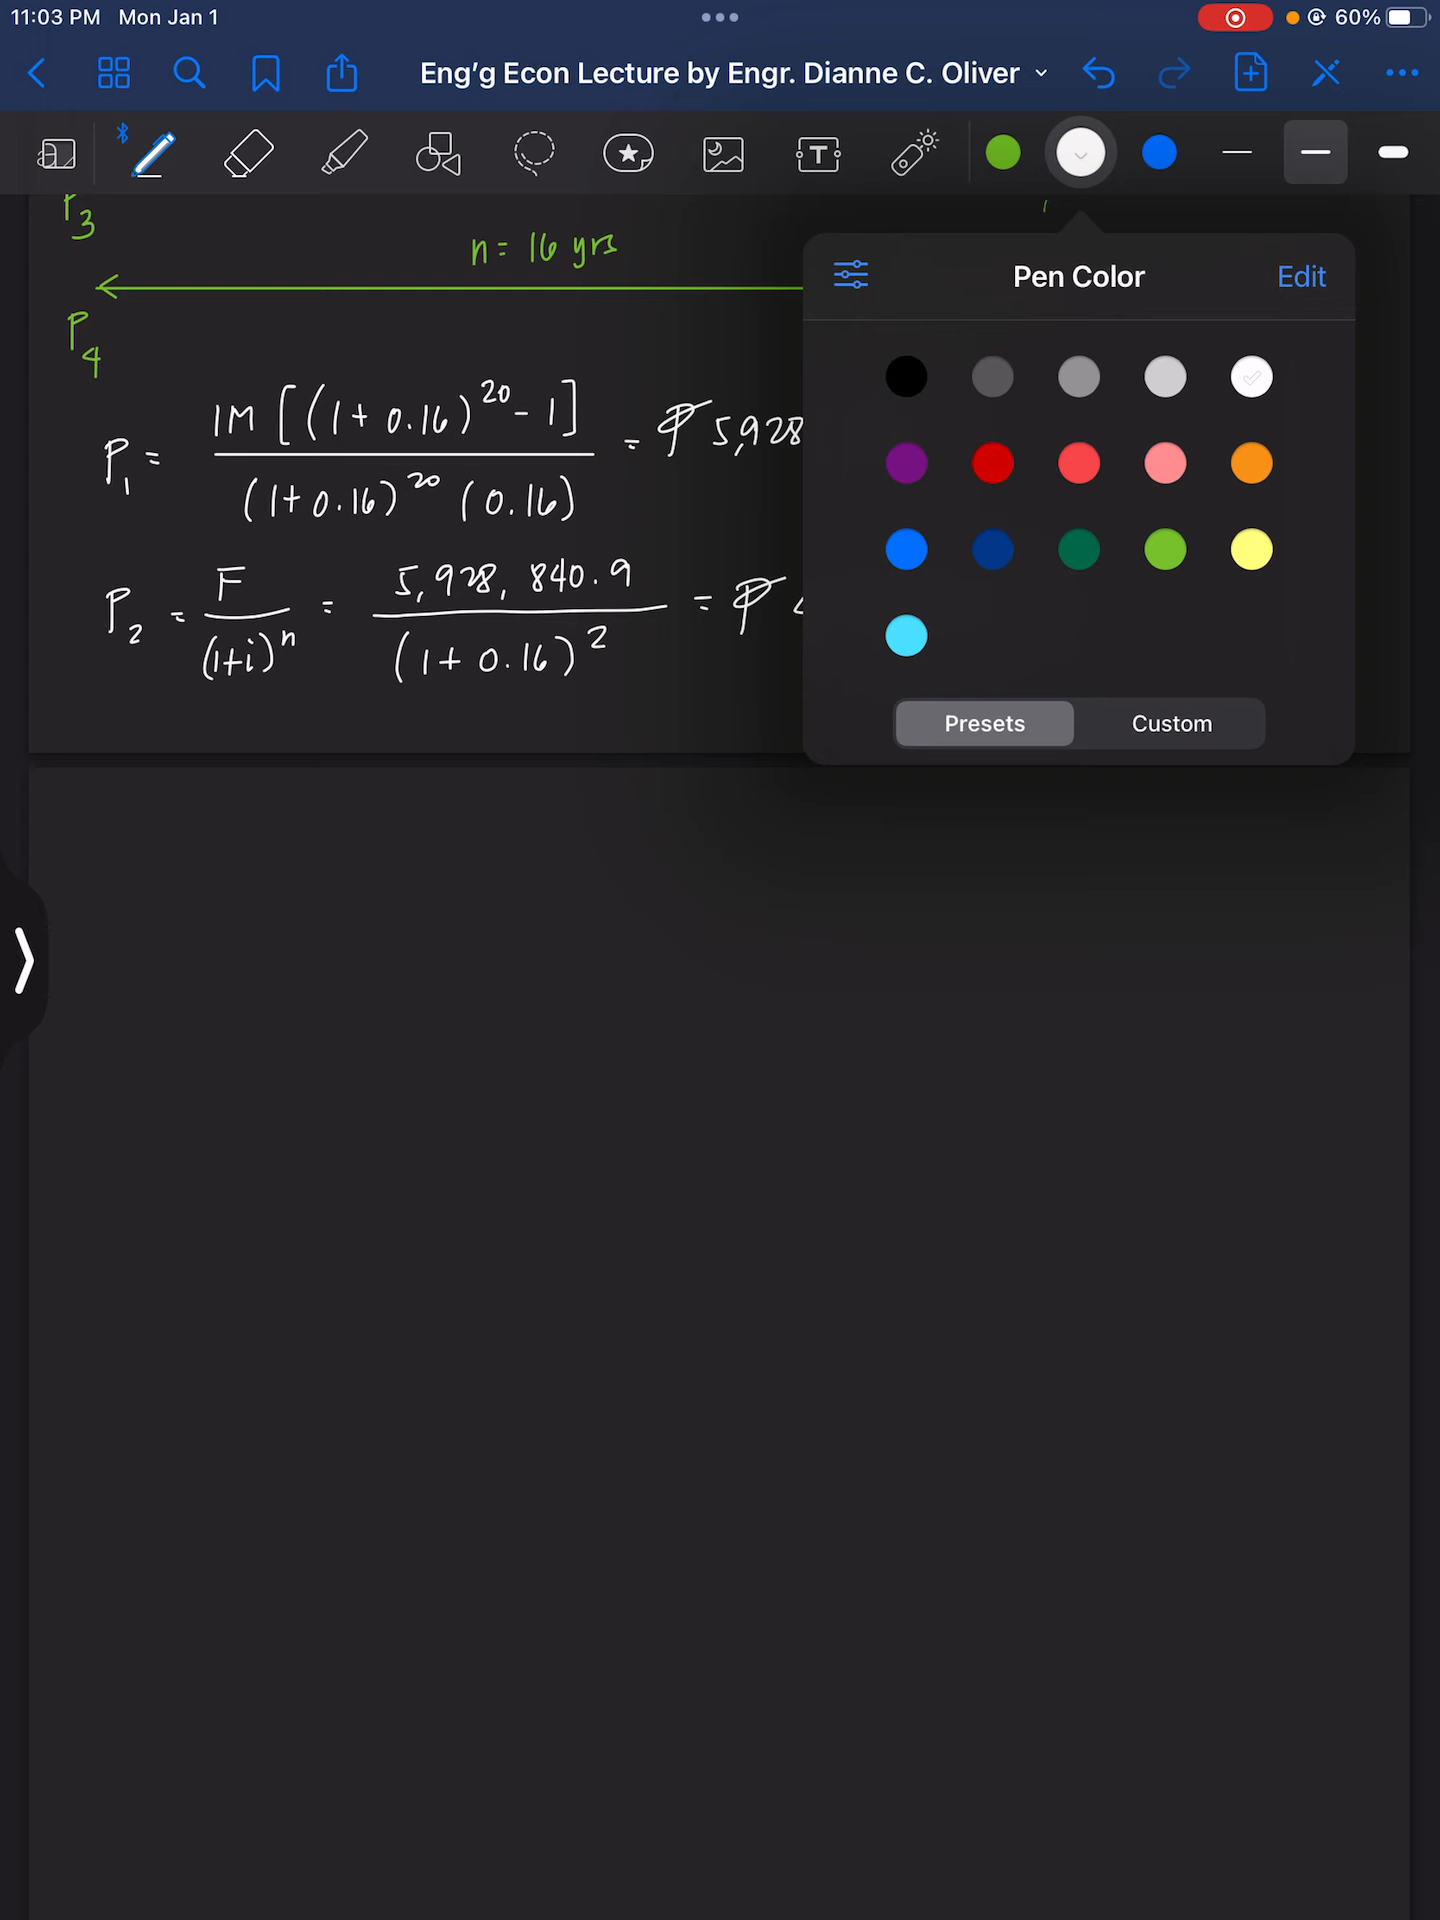 11:03 PM Mon Jan 1
60%
Eng'g Econ Lecture by Engr. Dianne C. Oliver
P3
n = 16 yrs
P4
Pen Color
Edit
P1 = 1M [(1 + 0.16)^20 - 1] / (1 + 0.16)^20 (0.16) = ₱ 5,928
P2 = F / (1+i)^n = 5,928,840.9 / (1 + 0.16)^2 = ₱
Presets
Custom